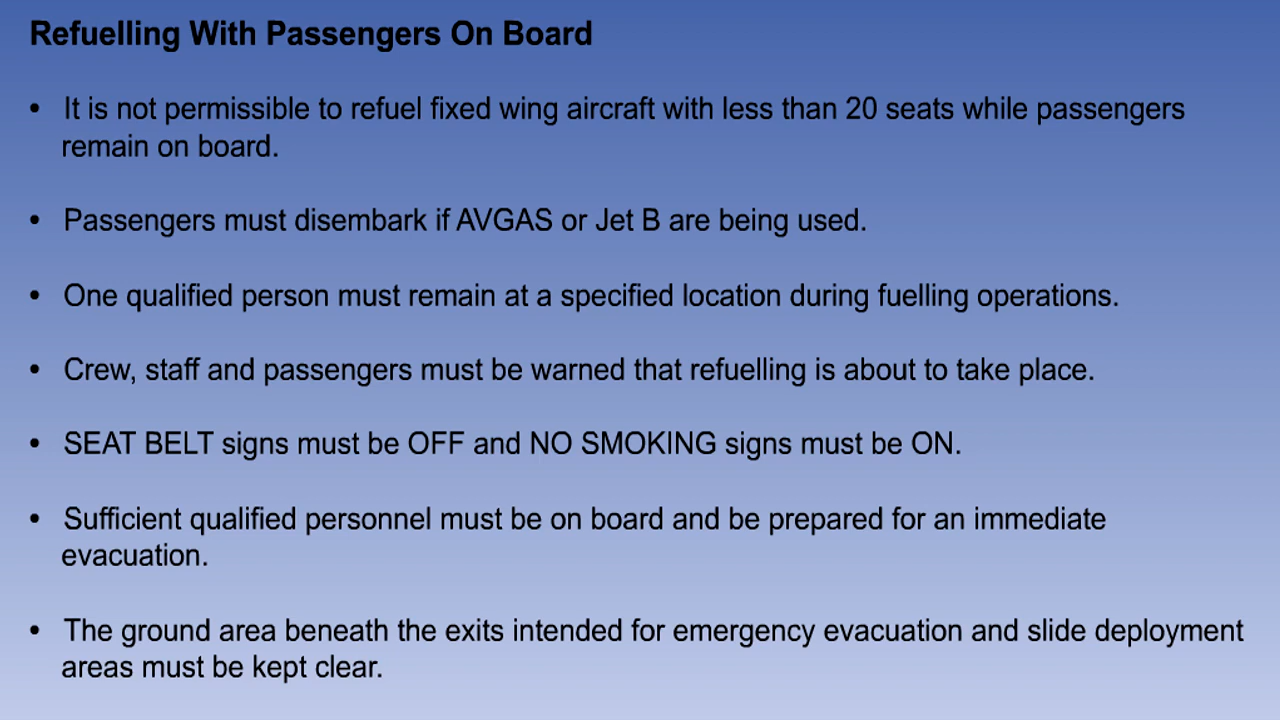 Refuelling With Passengers On Board
• It is not permissible to refuel fixed wing aircraft with less than 20 seats while passengers
remain on board.
• Passengers must disembark if AVGAS or Jet B are being used.
• One qualified person must remain at a specified location during fuelling operations.
• Crew, staff and passengers must be warned that refuelling is about to take place.
• SEAT BELT signs must be OFF and NO SMOKING signs must be ON.
• Sufficient qualified personnel must be on board and be prepared for an immediate
evacuation.
• The ground area beneath the exits intended for emergency evacuation and slide deployment
areas must be kept clear.